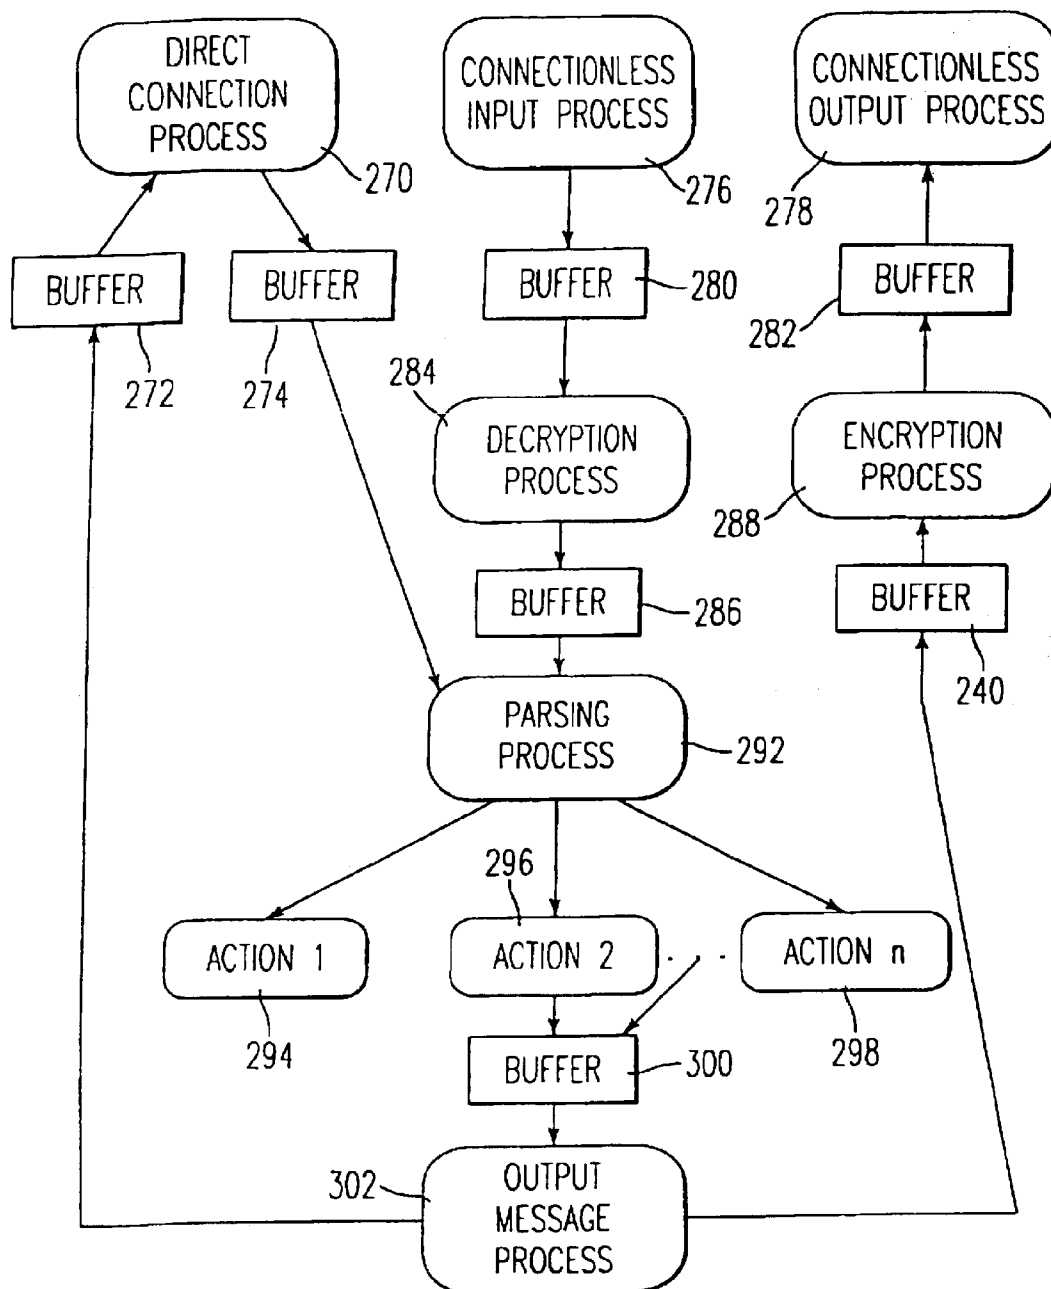 DIRECT
CONNECTION
PROCESS
270
CONNECTIONLESS
INPUT PROCESS
276
CONNECTIONLESS
OUTPUT PROCESS
278
BUFFER
272
BUFFER
274
BUFFER
280
BUFFER
282
284
DECRYPTION
PROCESS
ENCRYPTION
PROCESS
288
BUFFER
286
BUFFER
240
PARSING
PROCESS
292
ACTION 1
294
296
ACTION 2
. . .
ACTION n
298
BUFFER
300
302
OUTPUT
MESSAGE
PROCESS